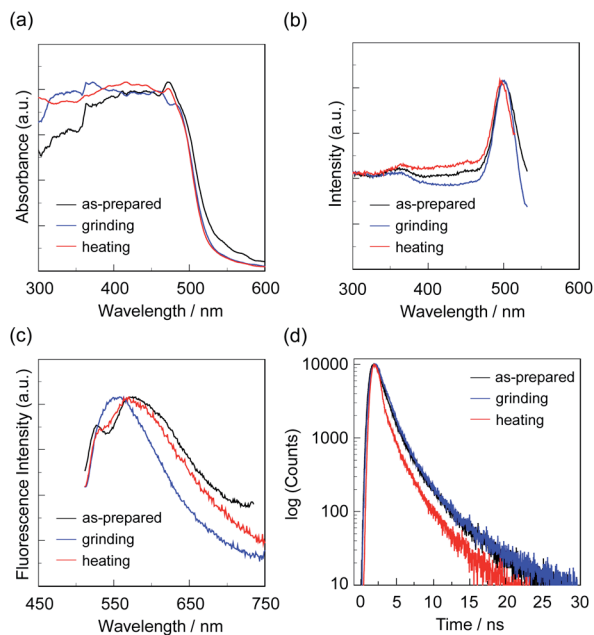 (a)
Absorbance (a.u.)
as-prepared
grinding
heating
300 400 500 600
Wavelength / nm
(b)
Intensity (a.u.)
as-prepared
grinding
heating
300 400 500 600
Wavelength / nm
(c)
Fluorescence Intensity (a.u.)
as-prepared
grinding
heating
450 550 650 750
Wavelength / nm
(d)
log (Counts)
10000
1000
100
10
as-prepared
grinding
heating
0 5 10 15 20 25 30
Time / ns